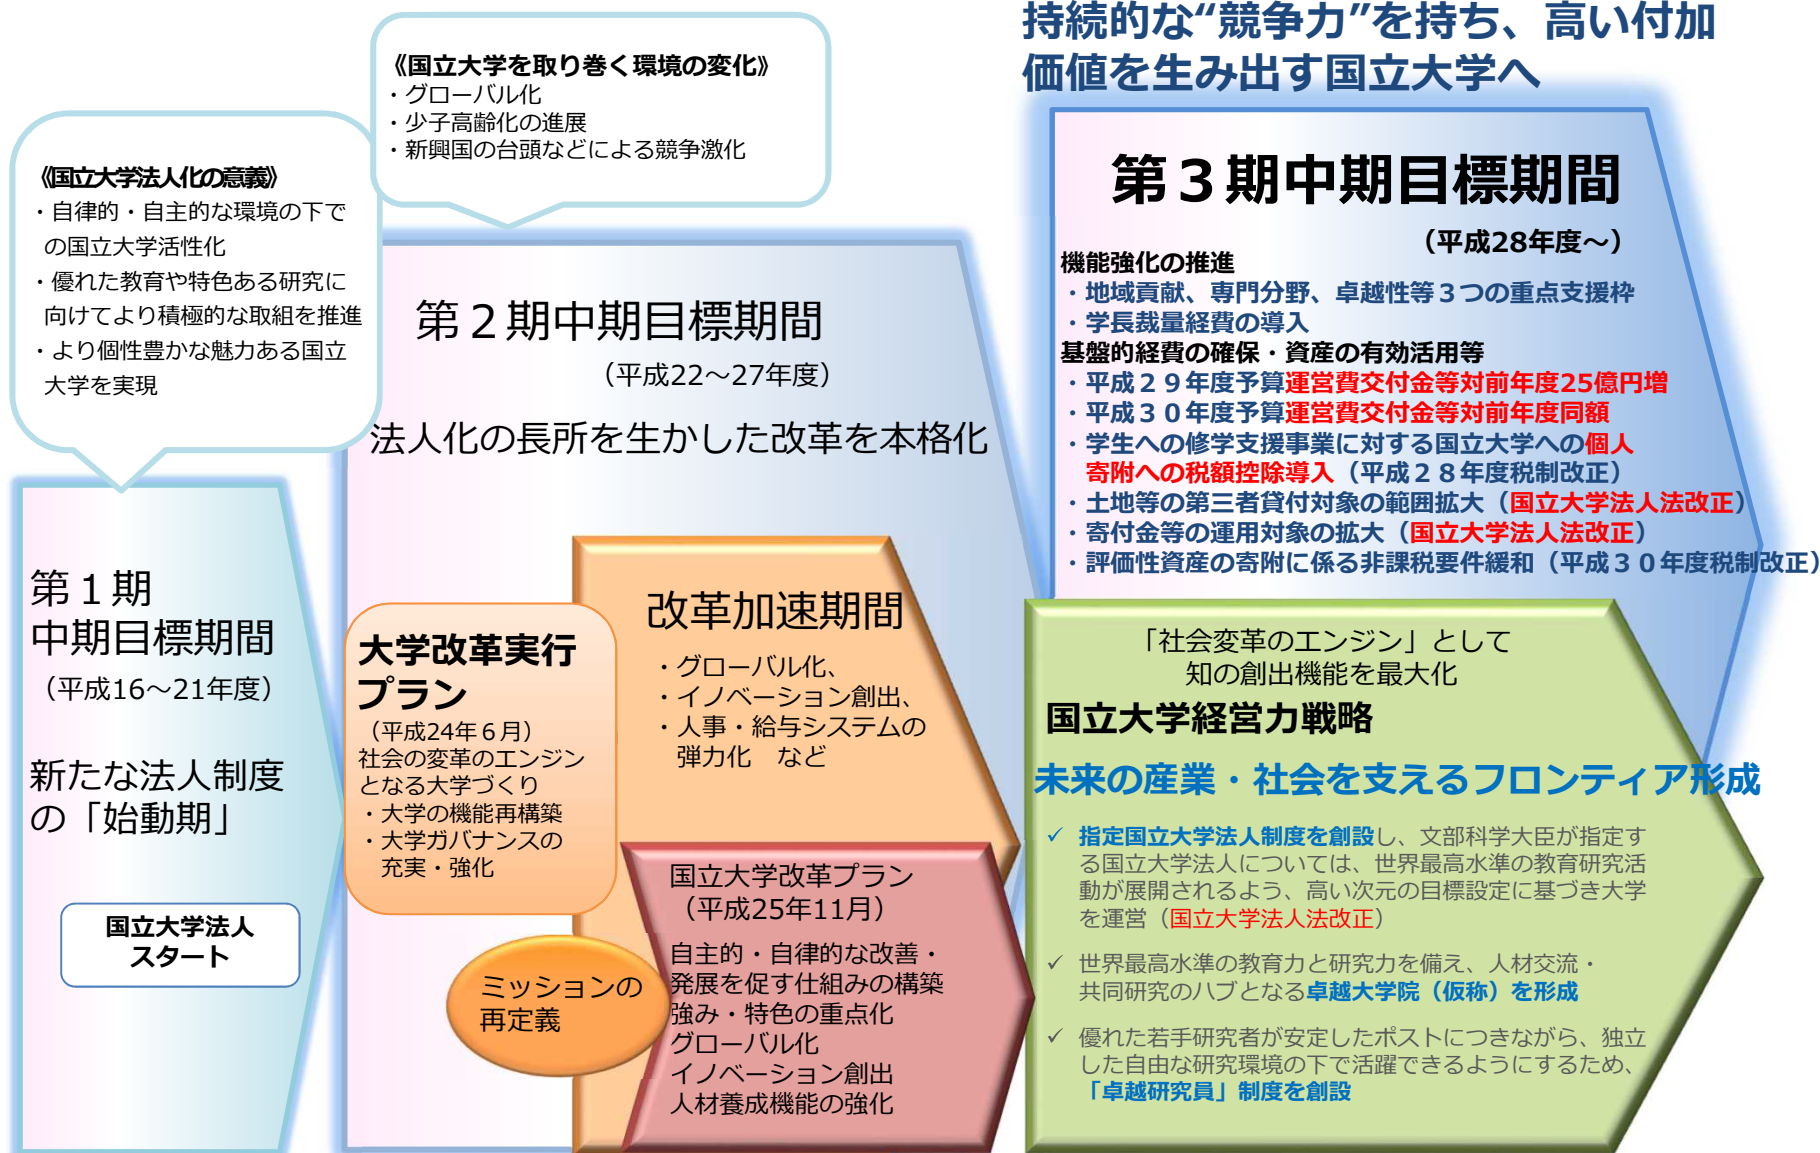 持続的な“競争力”を持ち、高い付加
価値を生み出す国立大学へ
《国立大学を取り巻く環境の変化》
・グローバル化
・少子高齢化の進展
・新興国の台頭などによる競争激化
《国立大学法人化の意義》
・自律的・自主的な環境の下で
の国立大学活性化
・優れた教育や特色ある研究に
向けてより積極的な取組を推進
・より個性豊かな魅力ある国立
大学を実現
第１期
中期目標期間
（平成16～21年度）
新たな法人制度
の「始動期」
国立大学法人
スタート
第２期中期目標期間
（平成22～27年度）
法人化の長所を生かした改革を本格化
大学改革実行
プラン
（平成24年６月）
社会の変革のエンジン
となる大学づくり
・大学の機能再構築
・大学ガバナンスの
充実・強化
改革加速期間
・グローバル化、
・イノベーション創出、
・人事・給与システムの
弾力化　など
ミッションの
再定義
国立大学改革プラン
（平成25年11月）
自主的・自律的な改善・
発展を促す仕組みの構築
強み・特色の重点化
グローバル化
イノベーション創出
人材養成機能の強化
第３期中期目標期間
（平成28年度～）
機能強化の推進
・地域貢献、専門分野、卓越性等３つの重点支援枠
・学長裁量経費の導入
基盤的経費の確保・資産の有効活用等
・平成２９年度予算運営費交付金等対前年度25億円増
・平成３０年度予算運営費交付金等対前年度同額
・学生への修学支援事業に対する国立大学への個人
寄附への税額控除導入（平成２８年度税制改正）
・土地等の第三者貸付対象の範囲拡大（国立大学法人法改正）
・寄付金等の運用対象の拡大（国立大学法人法改正）
・評価性資産の寄附に係る非課税要件緩和（平成３０年度税制改正）
「社会変革のエンジン」として
知の創出機能を最大化
国立大学経営力戦略
未来の産業・社会を支えるフロンティア形成
✓ 指定国立大学法人制度を創設し、文部科学大臣が指定す
る国立大学法人については、世界最高水準の教育研究活
動が展開されるよう、高い次元の目標設定に基づき大学
を運営（国立大学法人法改正）
✓ 世界最高水準の教育力と研究力を備え、人材交流・
共同研究のハブとなる卓越大学院（仮称）を形成
✓ 優れた若手研究者が安定したポストにつきながら、独立
した自由な研究環境の下で活躍できるようにするため、
「卓越研究員」制度を創設